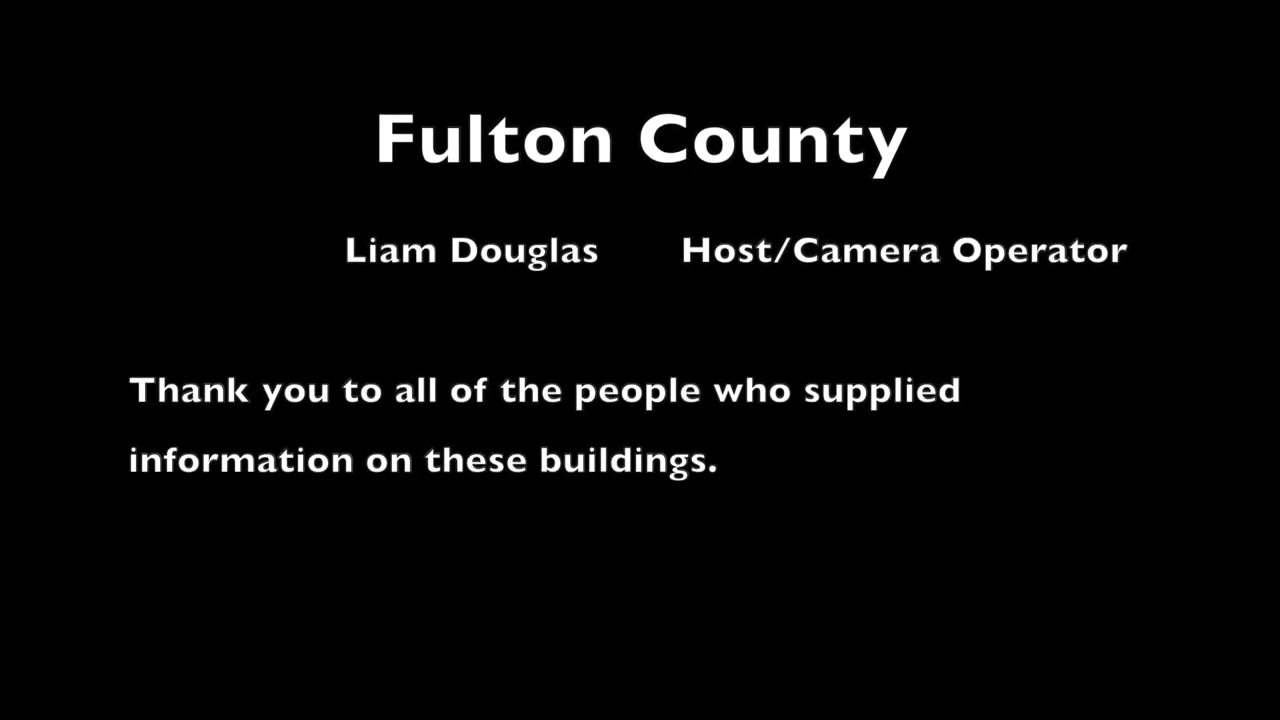 Fulton County
Liam Douglas Host/Camera Operator
Thank you to all of the people who supplied
information on these buildings.